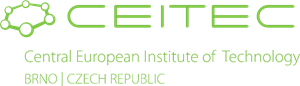 CEITEC
Central European Institute of Technology
BRNO | CZECH REPUBLIC